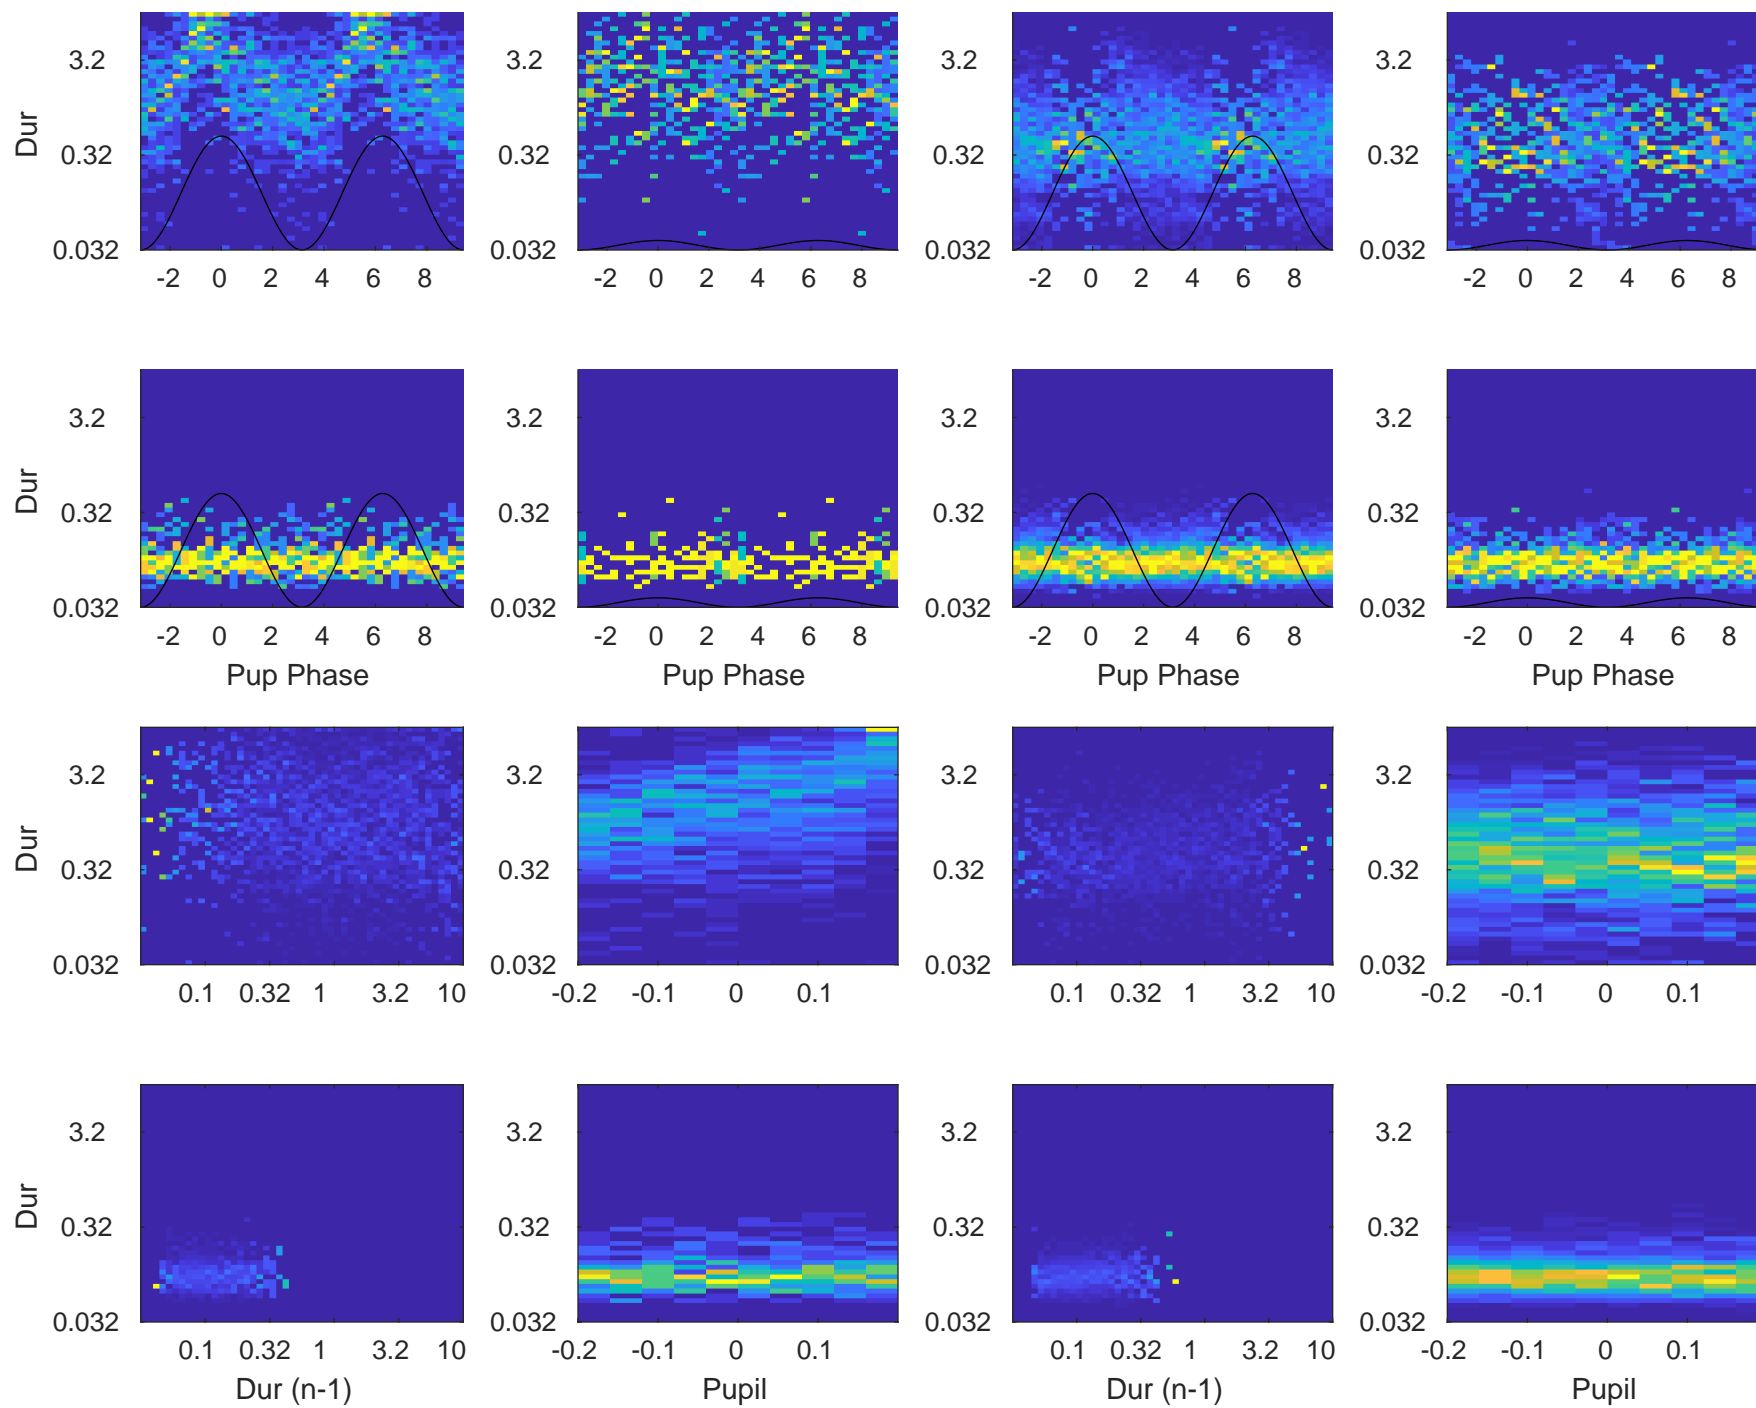 3.2 3.2 3.2 3.2
Dur
0.32 0.32 0.32 0.32
0.032 0.032 0.032 0.032
-2 0 2 4 6 8 -2 0 2 4 6 8 -2 0 2 4 6 8 -2 0 2 4 6 8
3.2 3.2 3.2 3.2
Dur
0.32 0.32 0.32 0.32
0.032 0.032 0.032 0.032
-2 0 2 4 6 8 -2 0 2 4 6 8 -2 0 2 4 6 8 -2 0 2 4 6 8
Pup Phase Pup Phase Pup Phase Pup Phase
3.2 3.2 3.2 3.2
Dur
0.32 0.32 0.32 0.32
0.032 0.032 0.032 0.032
0.1 0.32 1 3.2 10 -0.2 -0.1 0 0.1 0.1 0.32 1 3.2 10 -0.2 -0.1 0 0.1
3.2 3.2 3.2 3.2
Dur
0.32 0.32 0.32 0.32
0.032 0.032 0.032 0.032
0.1 0.32 1 3.2 10 -0.2 -0.1 0 0.1 0.1 0.32 1 3.2 10 -0.2 -0.1 0 0.1
Dur (n-1) Pupil Dur (n-1) Pupil